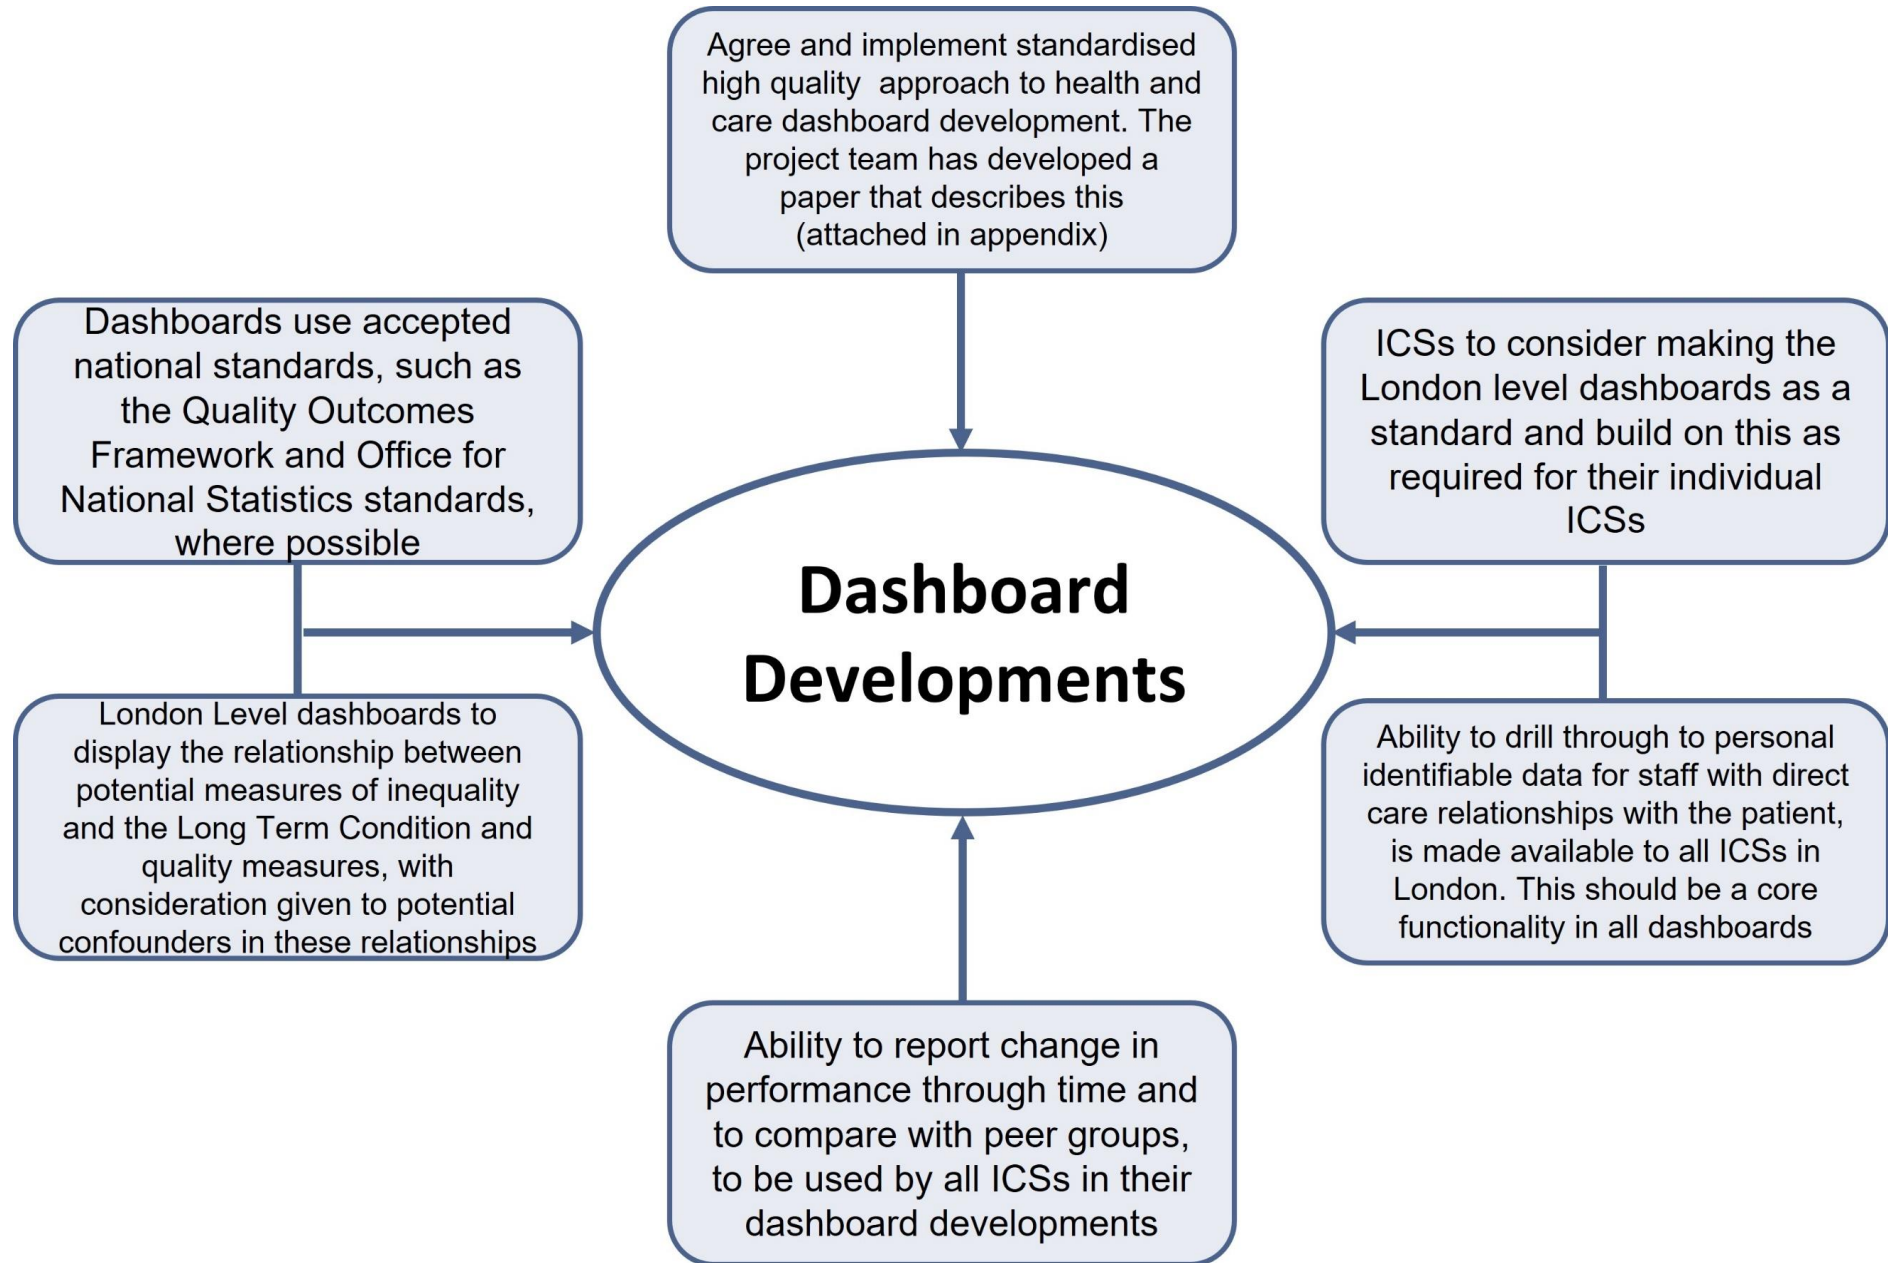 Agree and implement standardised
high quality  approach to health and
care dashboard development. The
project team has developed a
paper that describes this
(attached in appendix)
Dashboards use accepted
national standards, such as
the Quality Outcomes
Framework and Office for
National Statistics standards,
where possible
ICSs to consider making the
London level dashboards as a
standard and build on this as
required for their individual
ICSs
Dashboard
Developments
London Level dashboards to
display the relationship between
potential measures of inequality
and the Long Term Condition and
quality measures, with
consideration given to potential
confounders in these relationships
Ability to drill through to personal
identifiable data for staff with direct
care relationships with the patient,
is made available to all ICSs in
London. This should be a core
functionality in all dashboards
Ability to report change in
performance through time and
to compare with peer groups,
to be used by all ICSs in their
dashboard developments